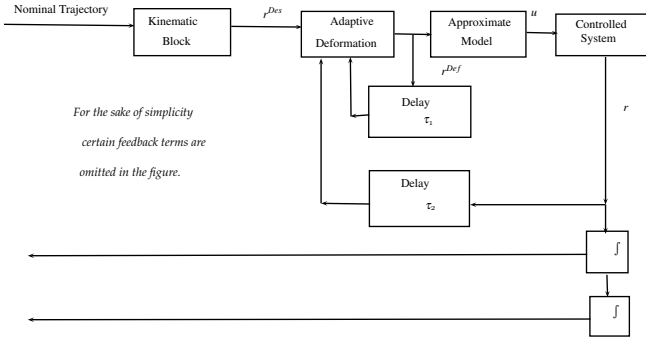 Nominal Trajectory
Kinematic
Block
r^Des
Adaptive
Deformation
r^Def
Approximate
Model
u
Controlled
System
r
Delay
τ₁
Delay
τ₂
For the sake of simplicity
certain feedback terms are
omitted in the figure.
∫
∫